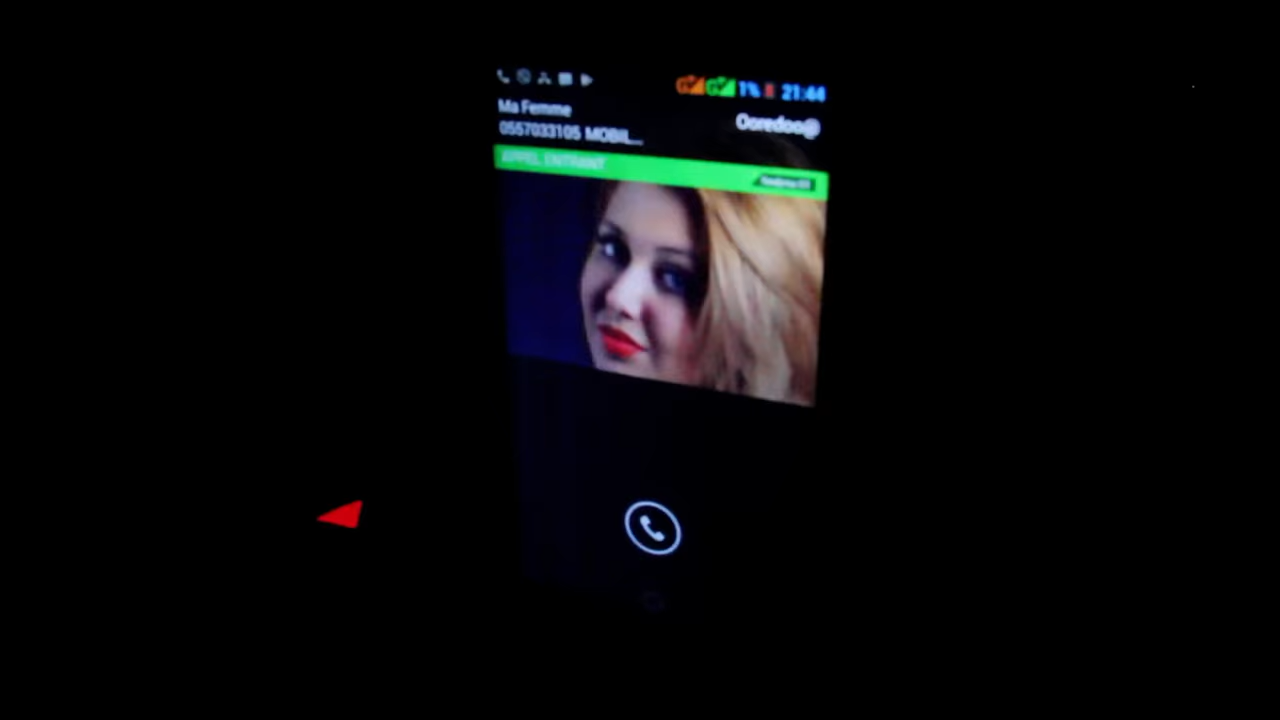 1% 21:44
Ma Femme
Ooredoo@
0557033105 MOBIL...
APPEL ENTRANT